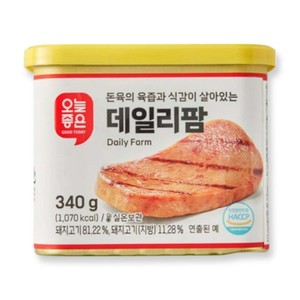 오늘
좋은
GOOD TODAY
돈육의 육즙과 식감이 살아있는
데일리팜
Daily Farm
340 g
(1,070 kcal) / 실온보관
돼지고기 81.22 %, 돼지고기(지방) 11.28 %
연출된 예
HACCP